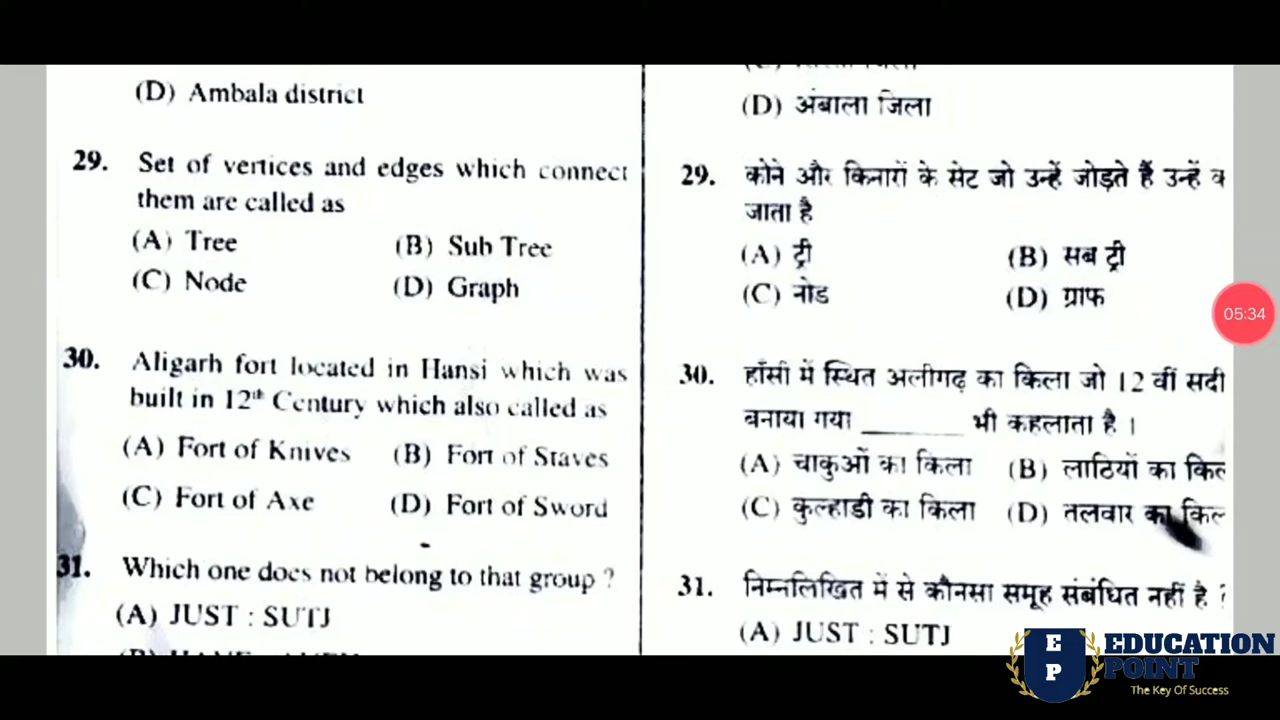 (D) Ambala district
29. Set of vertices and edges which connect
them are called as
(A) Tree (B) Sub Tree
(C) Node (D) Graph
30. Aligarh fort located in Hansi which was
built in 12th Century which also called as
(A) Fort of Knives (B) Fort of Staves
(C) Fort of Axe (D) Fort of Sword
31. Which one does not belong to that group ?
(A) JUST : SUTJ
(D) अंबाला जिला
29. कोने और किनारों के सेट जो उन्हें जोड़ते हैं उन्हें
जाता है
(A) ट्री (B) सब ट्री
(C) नोड (D) ग्राफ
30. हाँसी में स्थित अलीगढ़ का किला जो 12 वीं सदी
बनाया गया ________ भी कहलाता है ।
(A) चाकुओं का किला (B) लाठियों का
(C) कुल्हाडी का किला (D) तलवार का
31. निम्नलिखित में से कौनसा समूह संबंधित नहीं है ?
(A) JUST : SUTJ
05:34
E P
EDUCATION
POINT
The Key Of Success